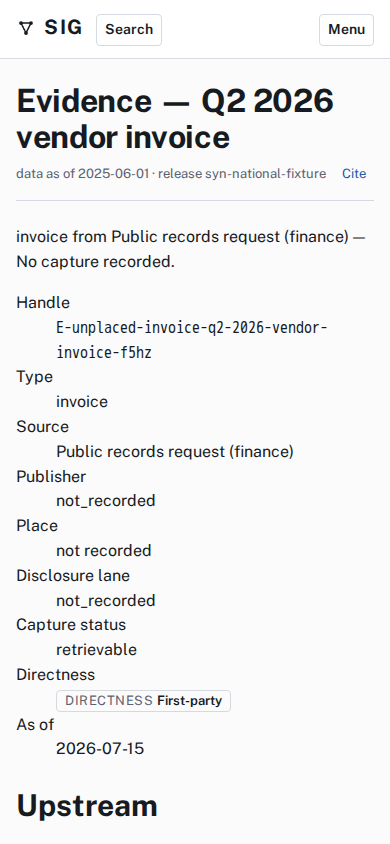 SIG Search Menu
Evidence — Q2 2026
vendor invoice
data as of 2025-06-01 · release syn-national-fixture Cite
invoice from Public records request (finance) —
No capture recorded.
Handle
E-unplaced-invoice-q2-2026-vendor-
invoice-f5hz
Type
invoice
Source
Public records request (finance)
Publisher
not_recorded
Place
not recorded
Disclosure lane
not_recorded
Capture status
retrievable
Directness
DIRECTNESS First-party
As of
2026-07-15
Upstream